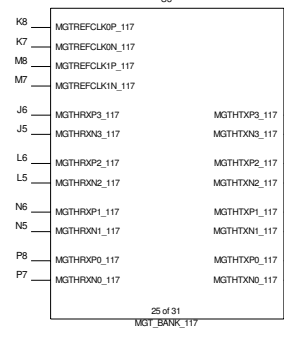 K8 MGTREFCLK0P_117
K7 MGTREFCLK0N_117
M8 MGTREFCLK1P_117
M7 MGTREFCLK1N_117
J6 MGTHRXP3_117 MGTHTXP3_117
J5 MGTHRXN3_117 MGTHTXN3_117
L6 MGTHRXP2_117 MGTHTXP2_117
L5 MGTHRXN2_117 MGTHTXN2_117
N6 MGTHRXP1_117 MGTHTXP1_117
N5 MGTHRXN1_117 MGTHTXN1_117
P8 MGTHRXP0_117 MGTHTXP0_117
P7 MGTHRXN0_117 MGTHTXN0_117
25 of 31
MGT_BANK_117